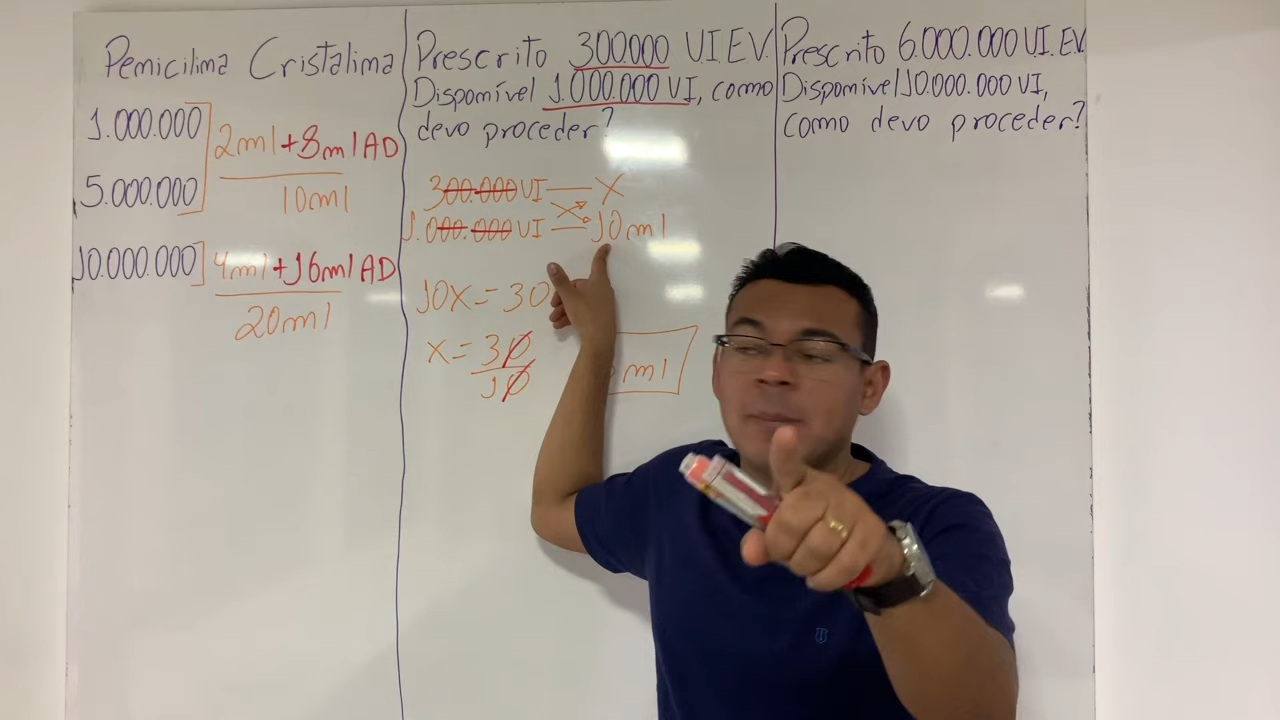 Penicilina Cristalina
1.000.000
5.000.000
2ml+8ml AD
10ml
10.000.000
4ml+16ml AD
20ml
Prescrito 300.000 UI.EV.
Disponível 1.000.000 UI, como
devo proceder?
300.000 UI — X
1.000.000 UI — 10ml
10X = 30
X = 30
10
ml
Prescrito 6.000.000 UI.EV.
Disponível 10.000.000 UI,
como devo proceder?